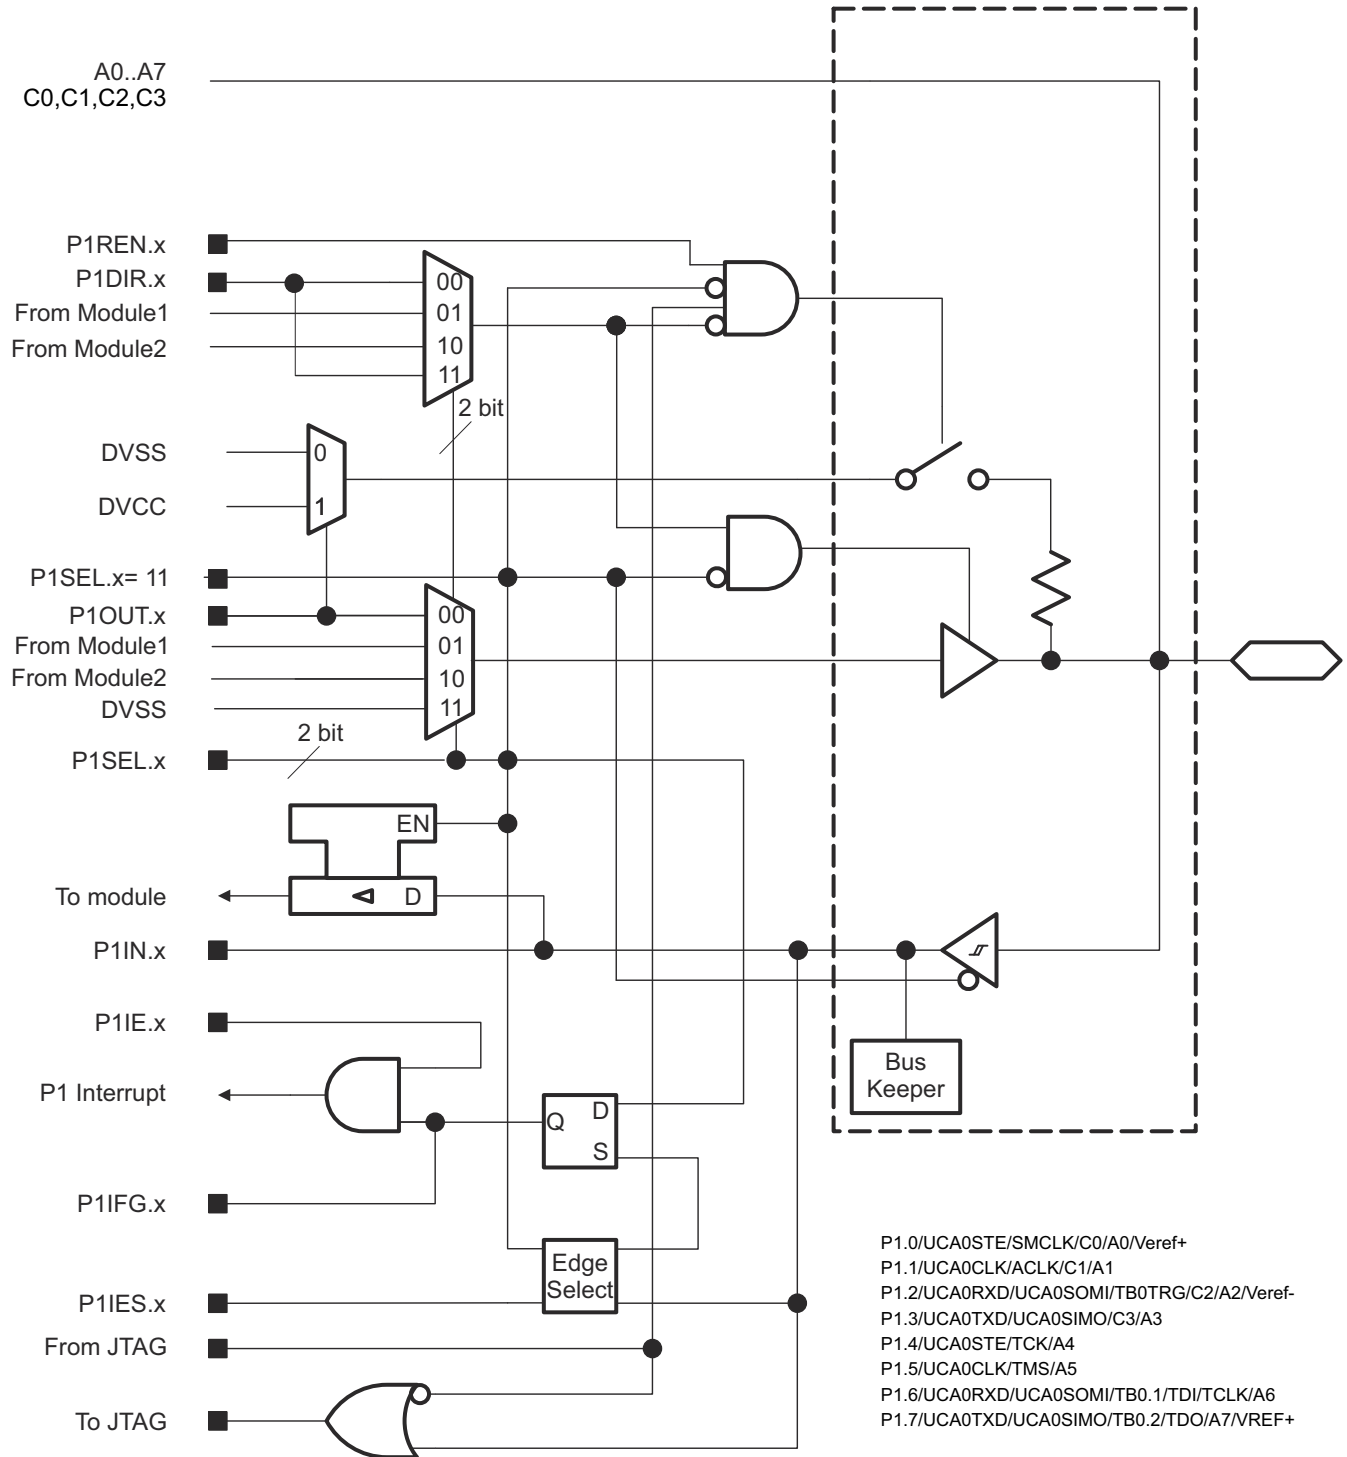 A0..A7
C0,C1,C2,C3
P1REN.x
P1DIR.x
From Module1
From Module2
00
01
10
11
2 bit
DVSS
DVCC
0
1
P1SEL.x= 11
P1OUT.x
From Module1
From Module2
DVSS
00
01
10
11
2 bit
P1SEL.x
EN
To module
D
P1IN.x
P1IE.x
Bus
Keeper
P1 Interrupt
Q
D
S
P1IFG.x
Edge
Select
P1IES.x
From JTAG
To JTAG
P1.0/UCA0STE/SMCLK/C0/A0/Veref+
P1.1/UCA0CLK/ACLK/C1/A1
P1.2/UCA0RXD/UCA0SOMI/TB0TRG/C2/A2/Veref-
P1.3/UCA0TXD/UCA0SIMO/C3/A3
P1.4/UCA0STE/TCK/A4
P1.5/UCA0CLK/TMS/A5
P1.6/UCA0RXD/UCA0SOMI/TB0.1/TDI/TCLK/A6
P1.7/UCA0TXD/UCA0SIMO/TB0.2/TDO/A7/VREF+